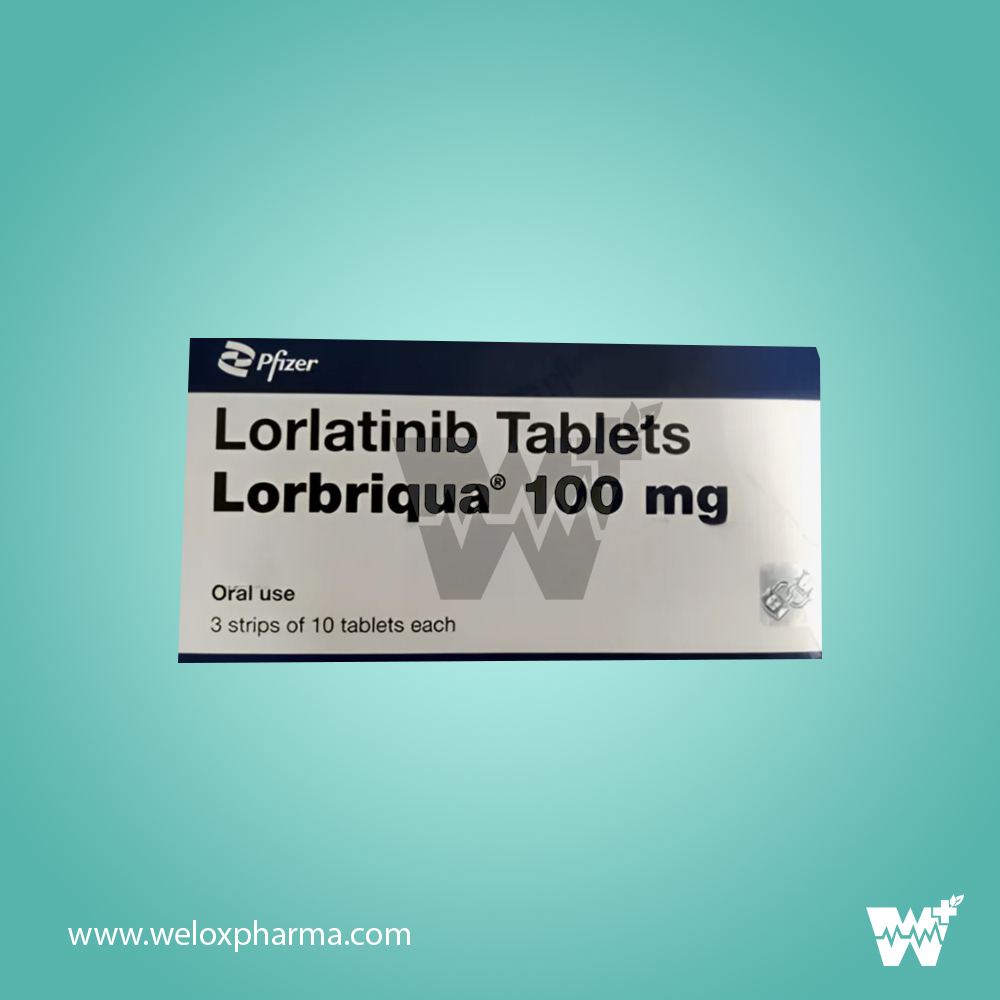 Pfizer
Lorlatinib Tablets
Lorbriqua® 100 mg
Oral use
3 strips of 10 tablets each
www.weloxpharma.com
W